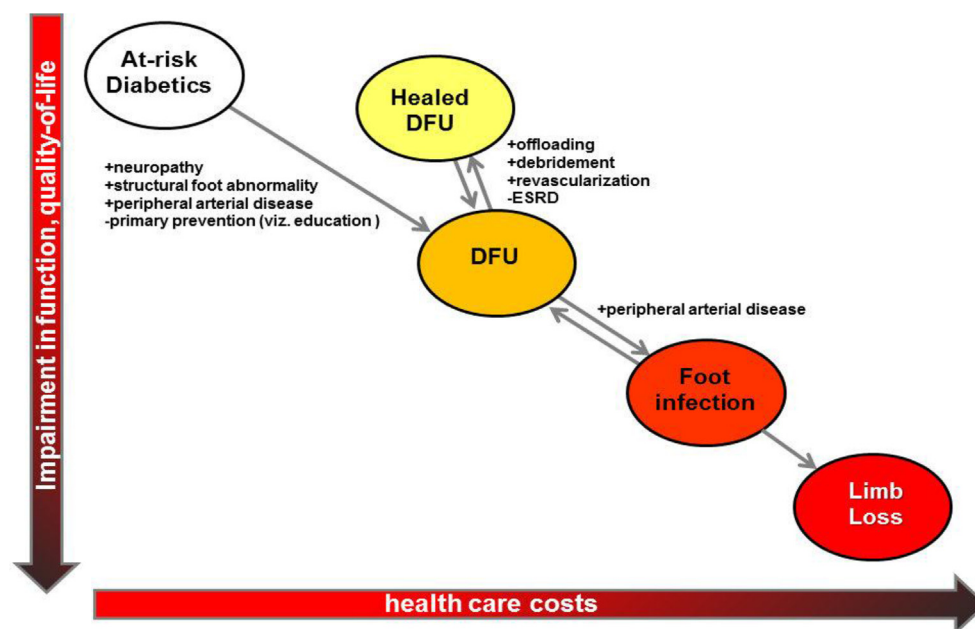 Impairment in function, quality-of-life
At-risk
Diabetics
Healed
DFU
+offloading
+debridement
+revascularization
-ESRD
+neuropathy
+structural foot abnormality
+peripheral arterial disease
-primary prevention (viz. education )
DFU
+peripheral arterial disease
Foot
infection
Limb
Loss
health care costs